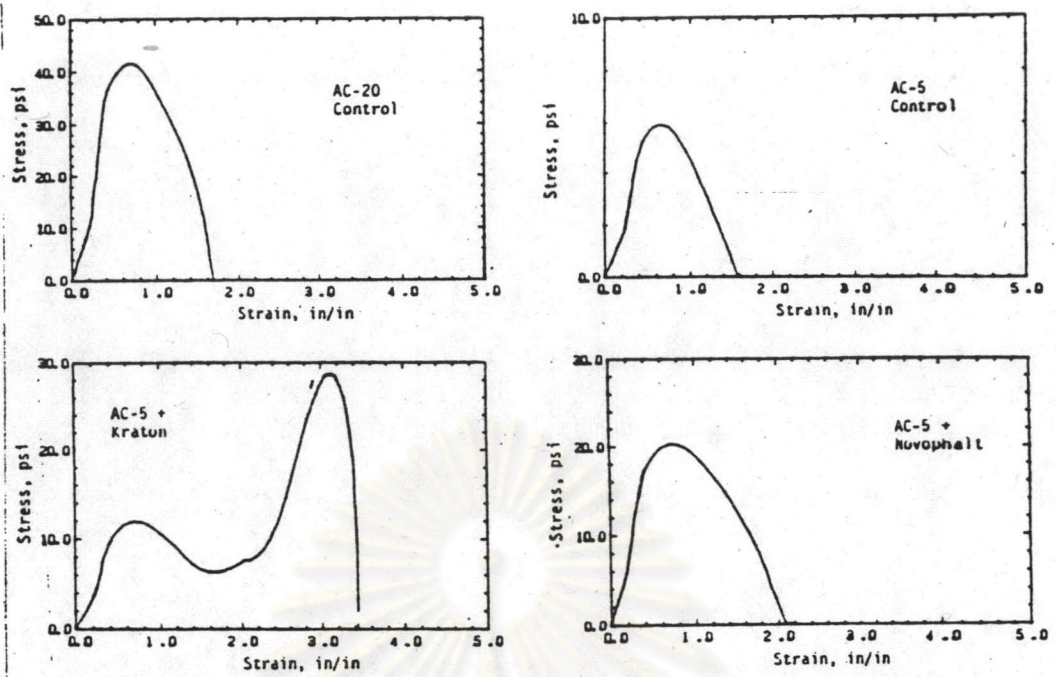 50.0
40.0
30.0
20.0
10.0
0.0
Stress, psi
AC-20
Control
0.0 1.0 2.0 3.0 4.0 5.0
Strain, in/in
10.0
0.0
Stress, psi
AC-5
Control
0.0 1.0 2.0 3.0 4.0 5.0
Strain, in/in
30.0
20.0
10.0
0.0
Stress, psi
AC-5 +
Kraton
0.0 1.0 2.0 3.0 4.0 5.0
Strain, in/in
30.0
20.0
10.0
0.0
Stress, psi
AC-5 +
Novophalt
0.0 1.0 2.0 3.0 4.0 5.0
Strain, in/in